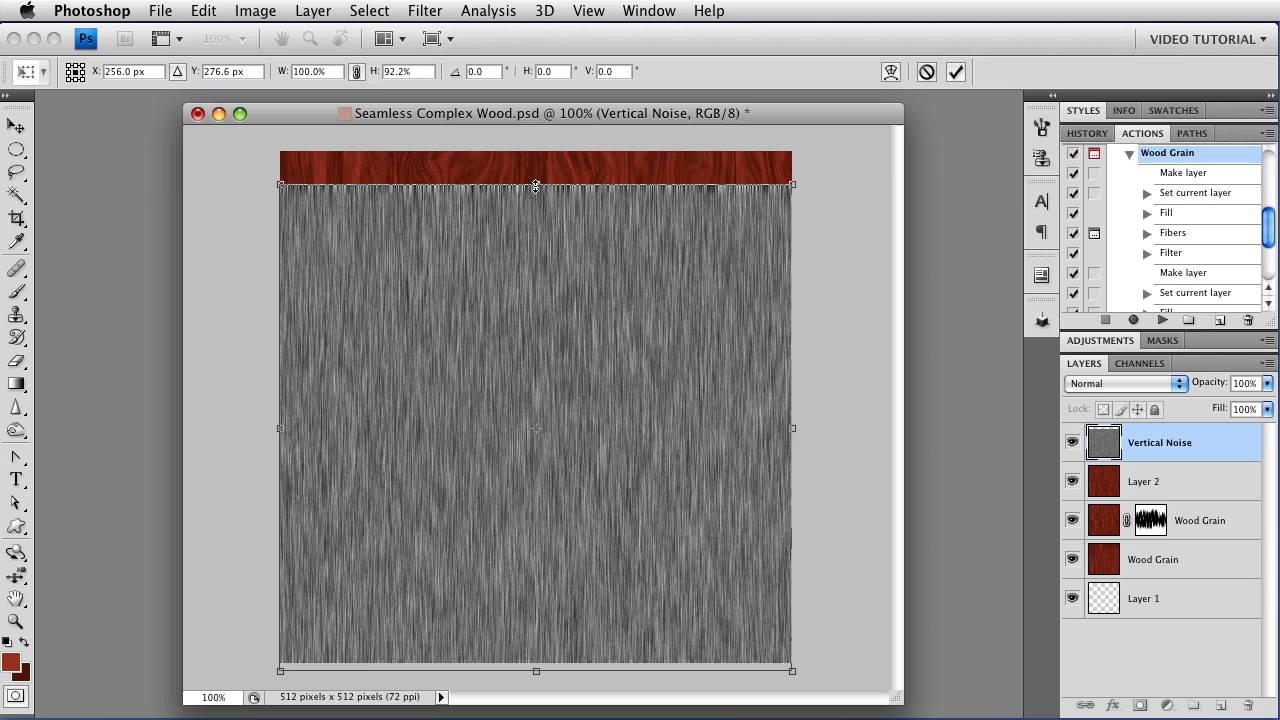 Photoshop File Edit Image Layer Select Filter Analysis 3D View Window Help
Ps Br 100% VIDEO TUTORIAL
X: 256.0 px Y: 276.6 px W: 100.0% H: 92.2% 0.0 ° H: 0.0 ° V: 0.0 °
Seamless Complex Wood.psd @ 100% (Vertical Noise, RGB/8) *
STYLES INFO SWATCHES
HISTORY ACTIONS PATHS
Wood Grain
Make layer
Set current layer
Fill
Fibers
Filter
Make layer
Set current layer
ADJUSTMENTS MASKS
LAYERS CHANNELS
Normal Opacity: 100%
Lock: Fill: 100%
Vertical Noise
Layer 2
Wood Grain
Wood Grain
Layer 1
100% 512 pixels x 512 pixels (72 ppi)